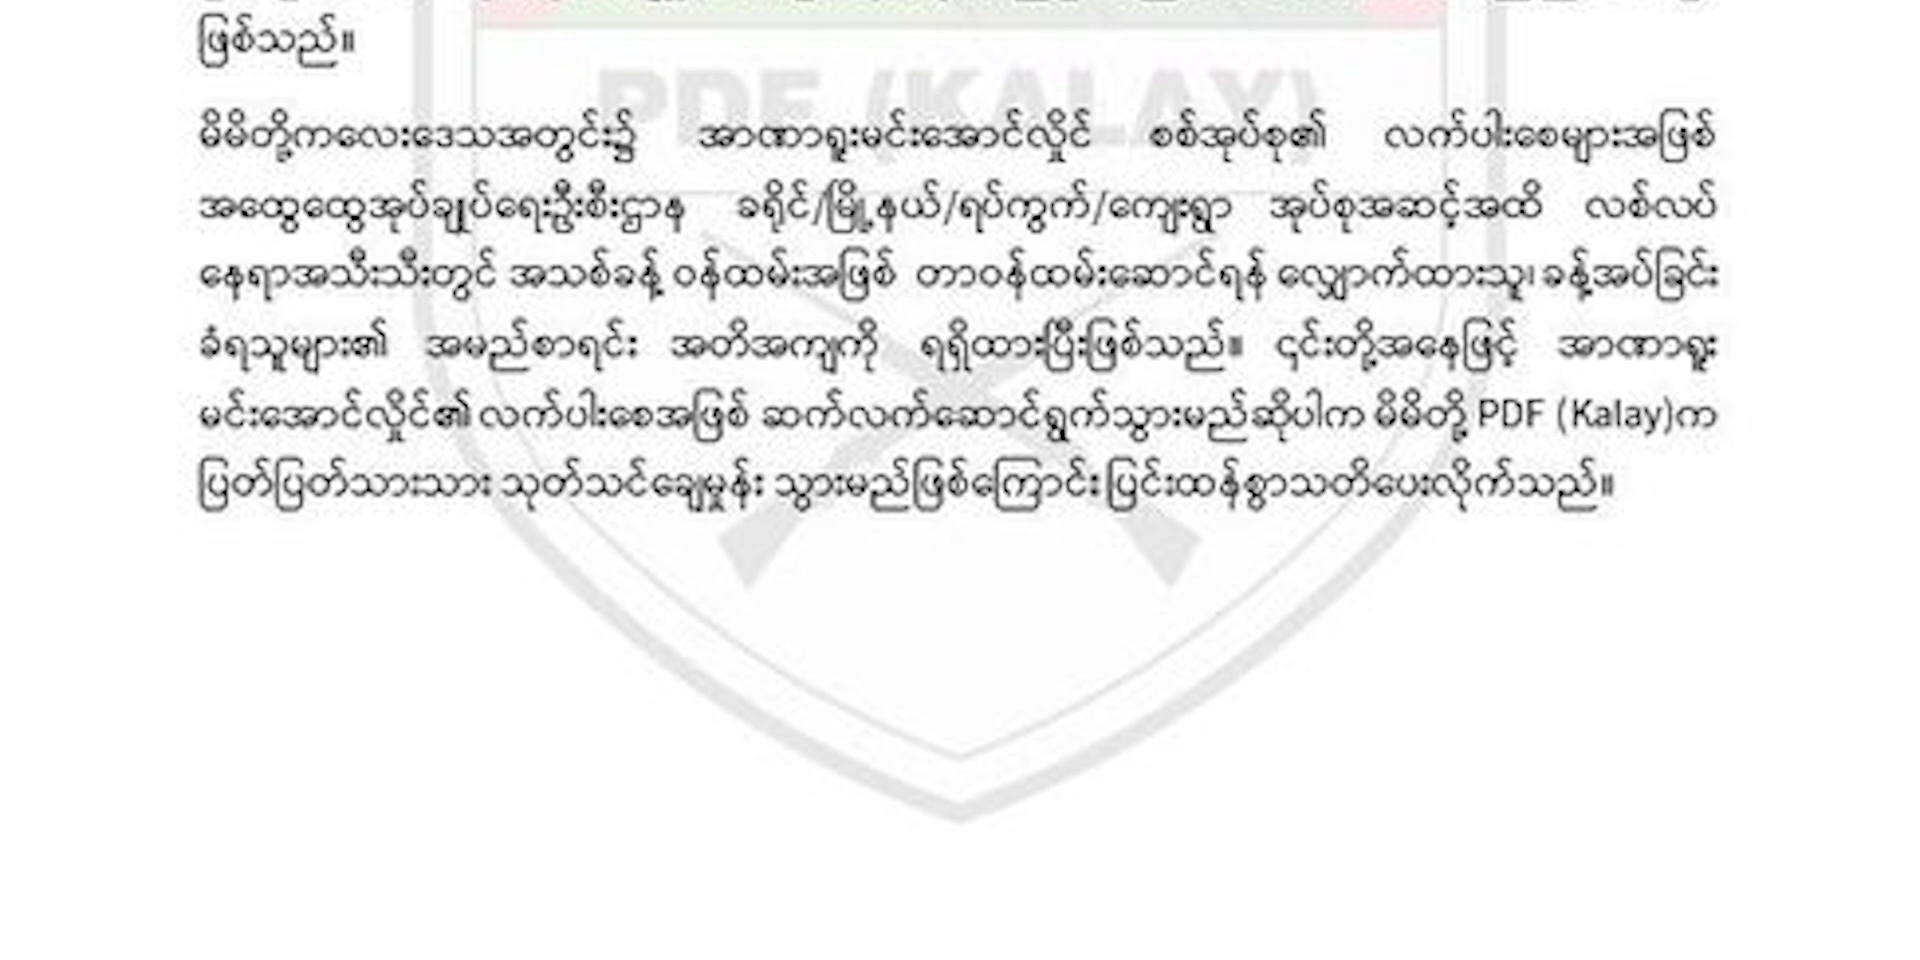 ဖြစ်သည်။
PDF (KALAY)
မိမိတို့ကလေးဒေသအတွင်း၌ အာဏာရူးမင်းအောင်လှိုင် စစ်အုပ်စု၏ လက်ပါးစေများအဖြစ်
အထွေထွေအုပ်ချုပ်ရေးဦးစီးဌာန ခရိုင်/မြို့နယ်/ရပ်ကွက်/ကျေးရွာ အုပ်စုအဆင့်အထိ လစ်လပ်
နေရာအသီးသီးတွင် အသစ်ခန့် ဝန်ထမ်းအဖြစ် တာဝန်ထမ်းဆောင်ရန် လျှောက်ထားသူ၊ ခန့်အပ်ခြင်း
ခံရသူများ၏ အမည်စာရင်း အတိအကျကို ရရှိထားပြီးဖြစ်သည်။ ၎င်းတို့အနေဖြင့် အာဏာရူး
မင်းအောင်လှိုင်၏ လက်ပါးစေအဖြစ် ဆက်လက်ဆောင်ရွက်သွားမည်ဆိုပါက မိမိတို့ PDF (Kalay)က
ပြတ်ပြတ်သားသား သုတ်သင်ချေမှုန်း သွားမည်ဖြစ်ကြောင်း ပြင်းထန်စွာသတိပေးလိုက်သည်။